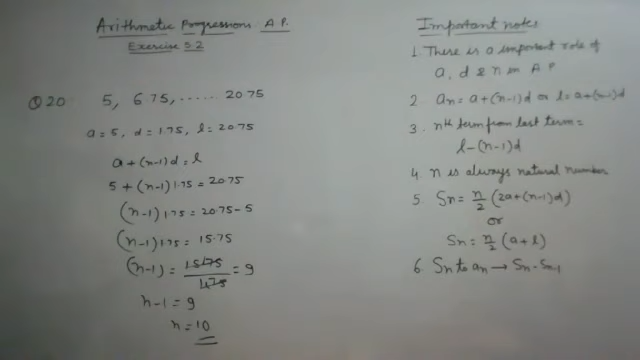 Arithmetic Progressions A.P.
Exercise 5.2
Q20. 5, 6.75, ...... 20.75
a = 5, d = 1.75, l = 20.75
a + (n-1)d = l
5 + (n-1)1.75 = 20.75
(n-1)1.75 = 20.75 - 5
(n-1)1.75 = 15.75
(n-1) = 15.75/1.75 = 9
n-1 = 9
n = 10
Important notes
1. There is a important role of
a, d & n in A P
2. an = a+(n-1)d or l = a+(n-1)d
3. nth term from last term =
l-(n-1)d
4. n is always natural number
5. Sn = n/2 (2a+(n-1)d)
or
Sn = n/2 (a+l)
6. Sn to an → Sn-Sn-1